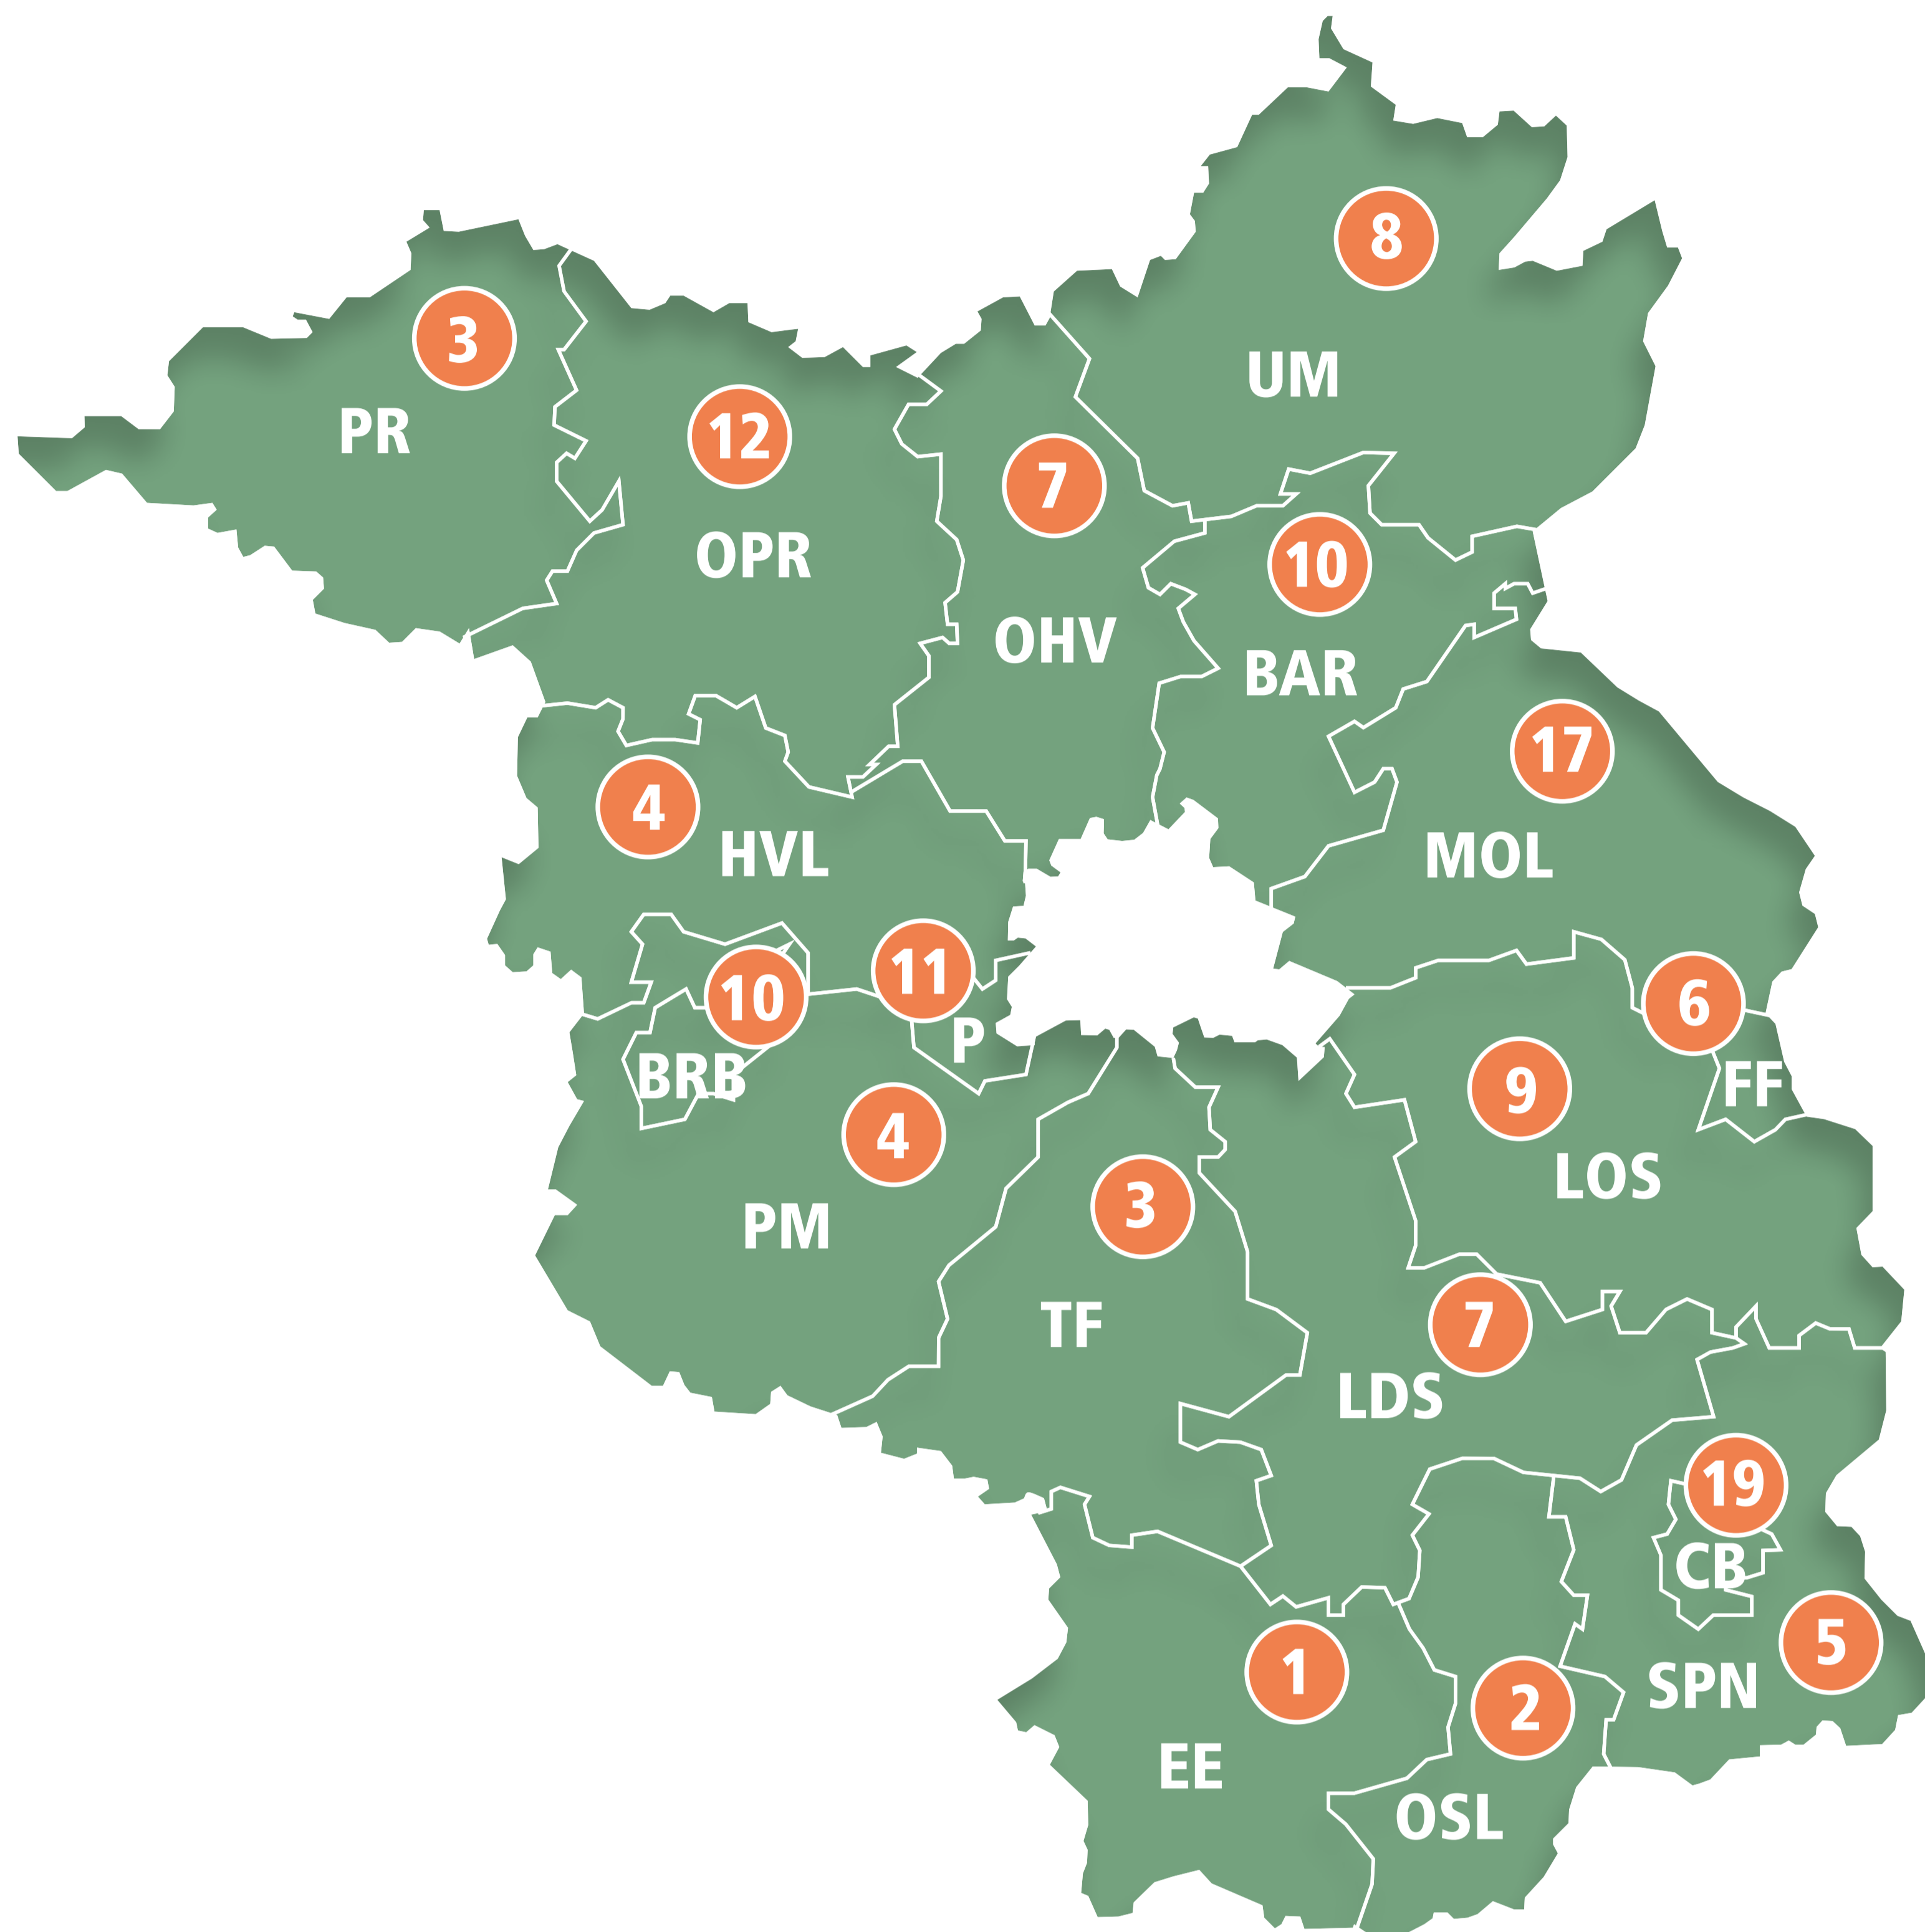 8
3
PR
UM
12
7
OPR
10
OHV
BAR
17
4
HVL
MOL
11
10
6
P
BRB
FF
9
4
LOS
PM
3
TF
7
LDS
19
CB
5
1
SPN
2
EE
OSL